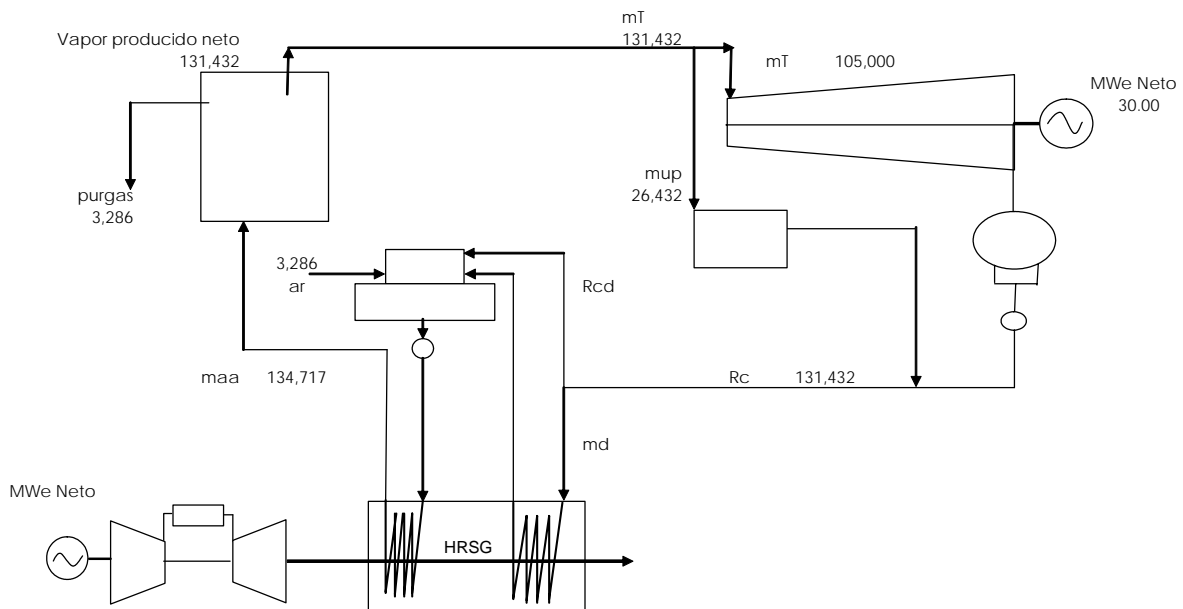 mT
131,432
Vapor producido neto
131,432
mT 105,000
MWe Neto
30.00
purgas
3,286
mup
26,432
3,286
ar
Rcd
maa 134,717
Rc 131,432
md
MWe Neto
HRSG